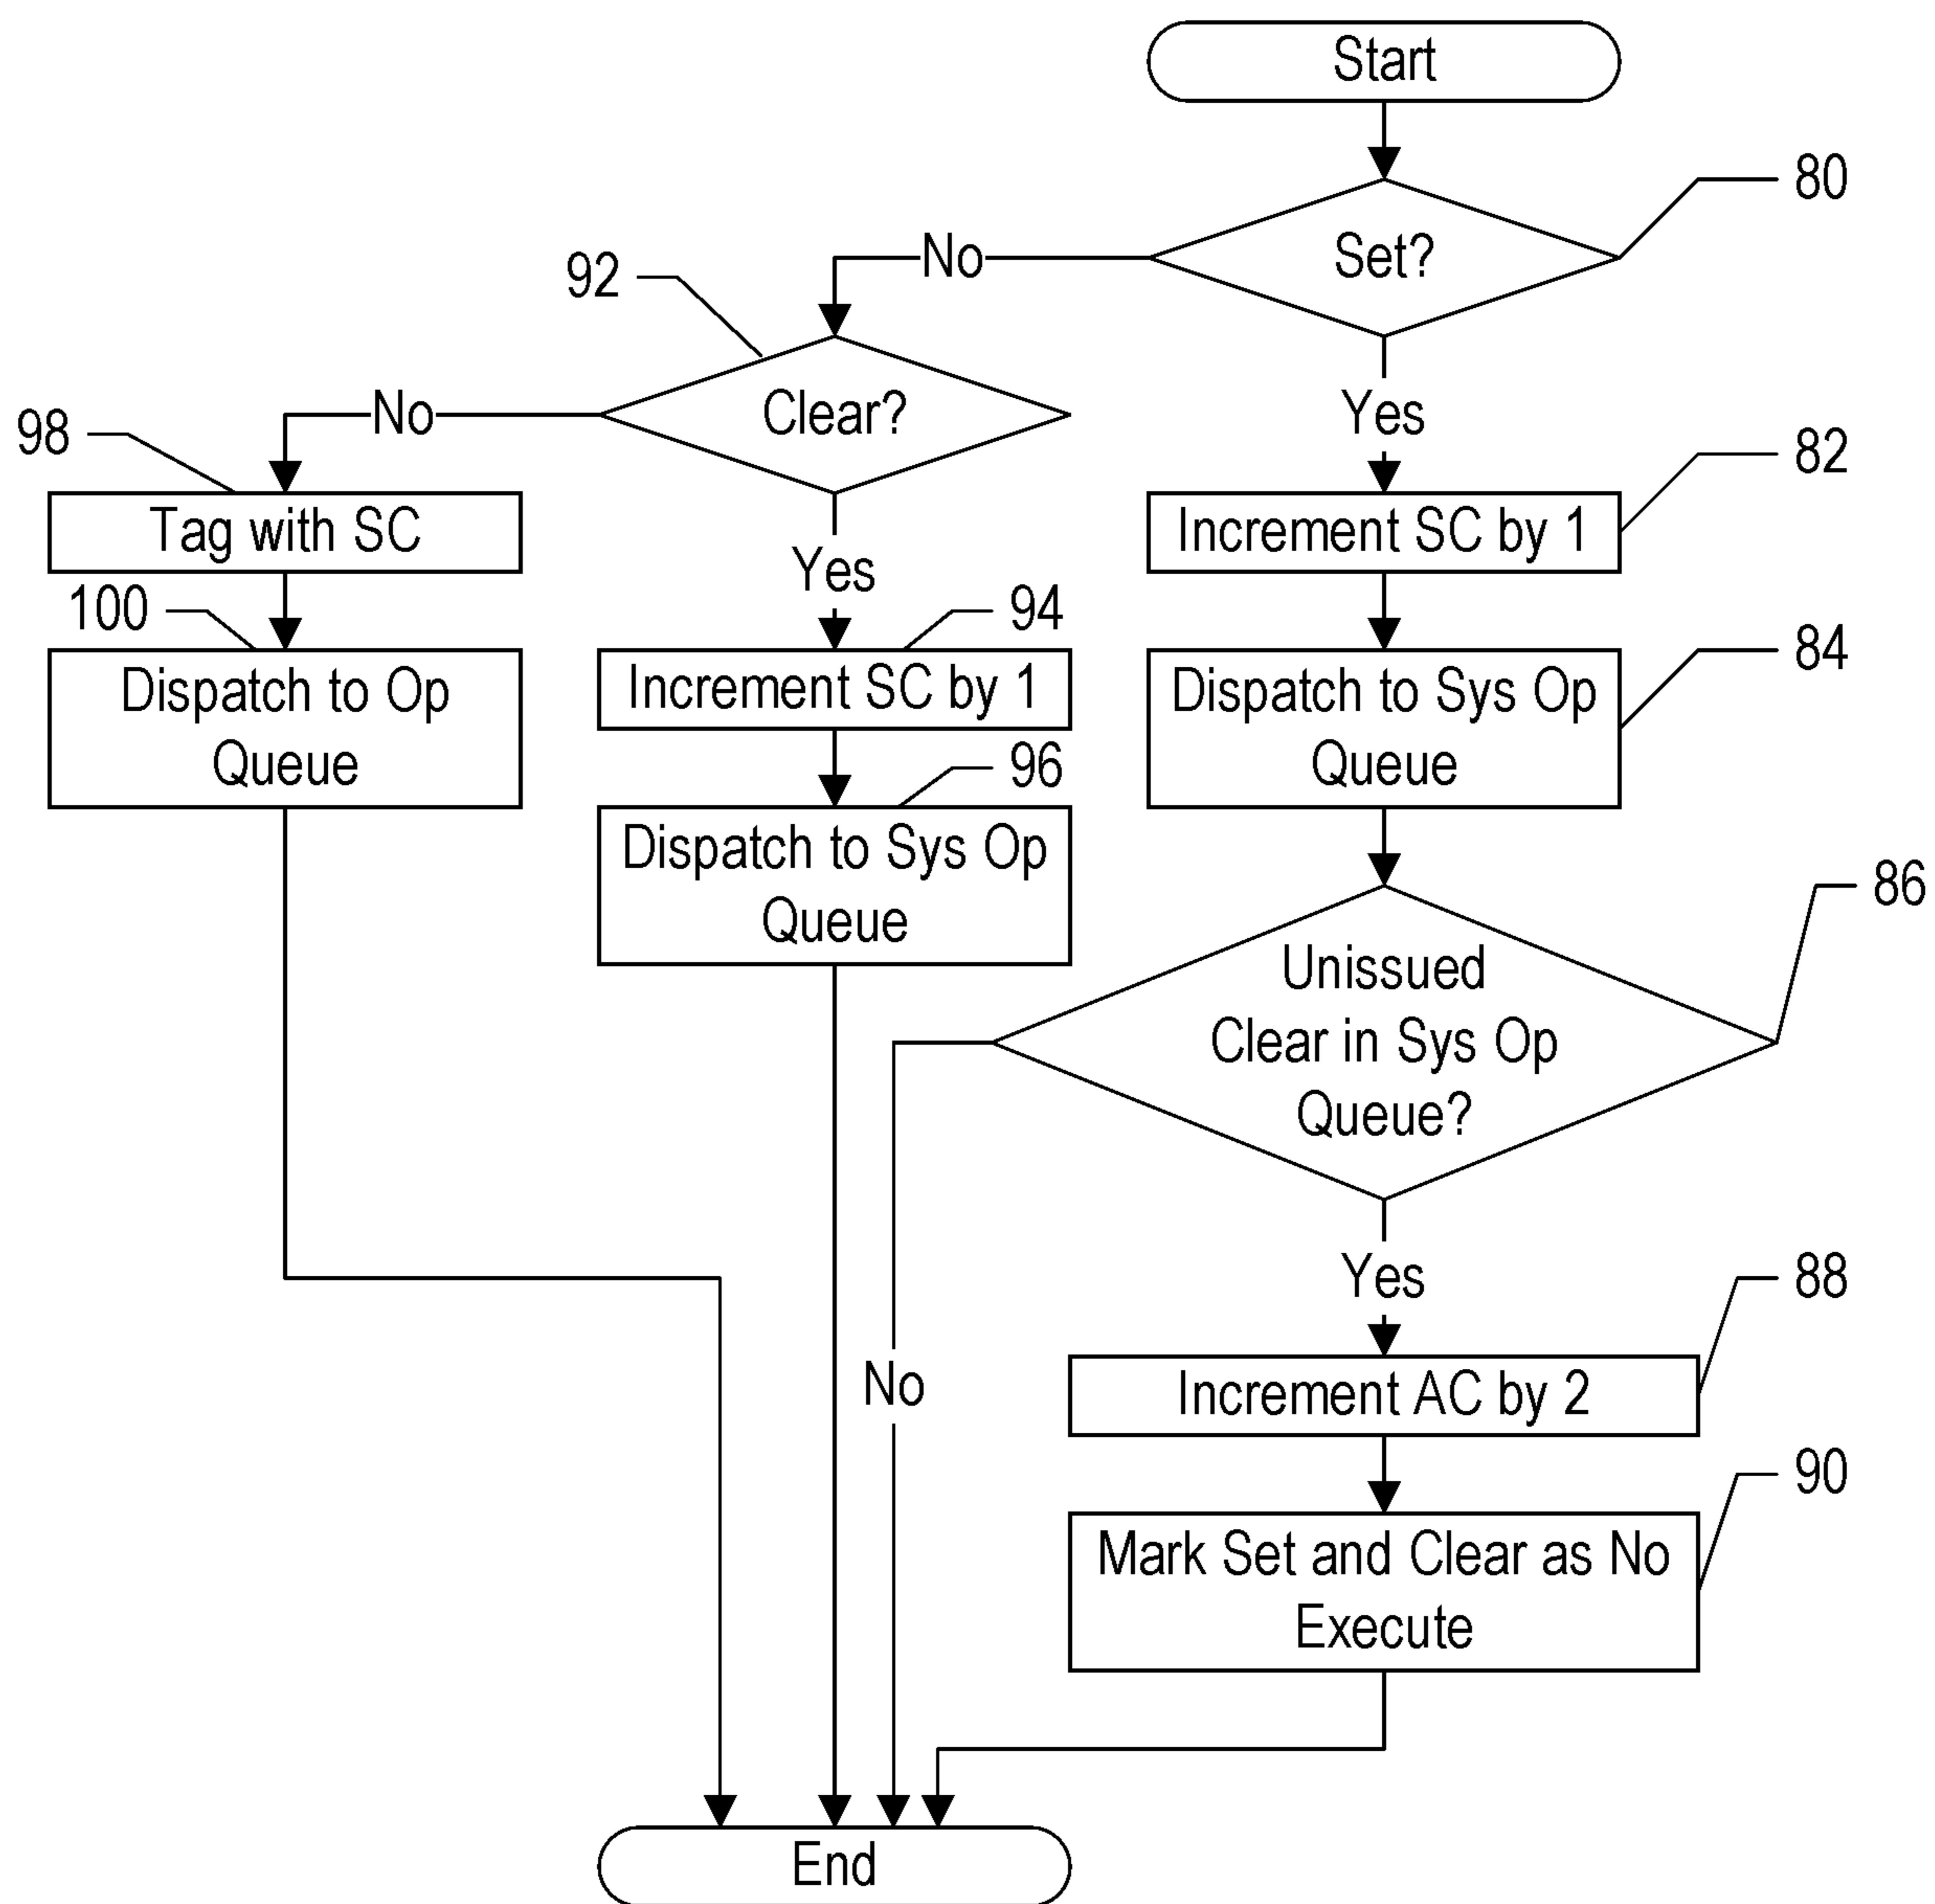 Start
80
Set?
No
92
Clear?
Yes
No
98
82
Tag with SC
Increment SC by 1
Yes
100
94
84
Dispatch to Op
Queue
Increment SC by 1
Dispatch to Sys Op
Queue
96
Dispatch to Sys Op
Queue
86
Unissued
Clear in Sys Op
Queue?
Yes
88
No
Increment AC by 2
90
Mark Set and Clear as No
Execute
End